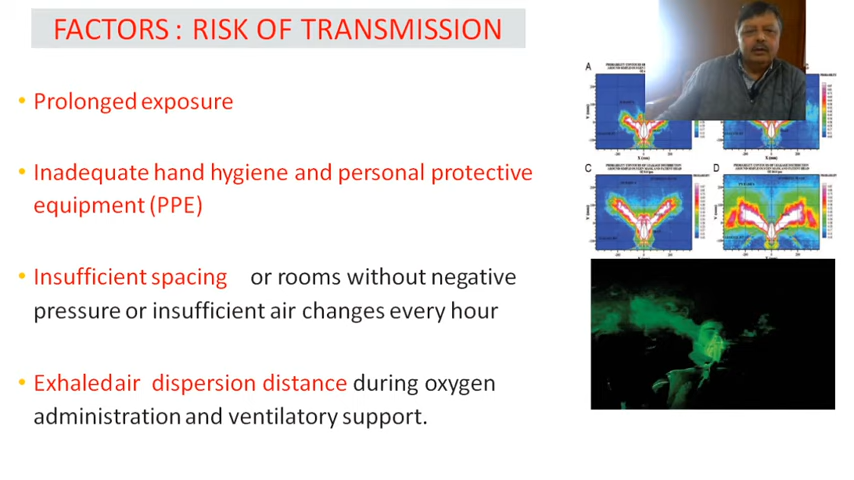 FACTORS : RISK OF TRANSMISSION
• Prolonged exposure
• Inadequate hand hygiene and personal protective
equipment (PPE)
• Insufficient spacing or rooms without negative
pressure or insufficient air changes every hour
• Exhaled air dispersion distance during oxygen
administration and ventilatory support.
A
C
D